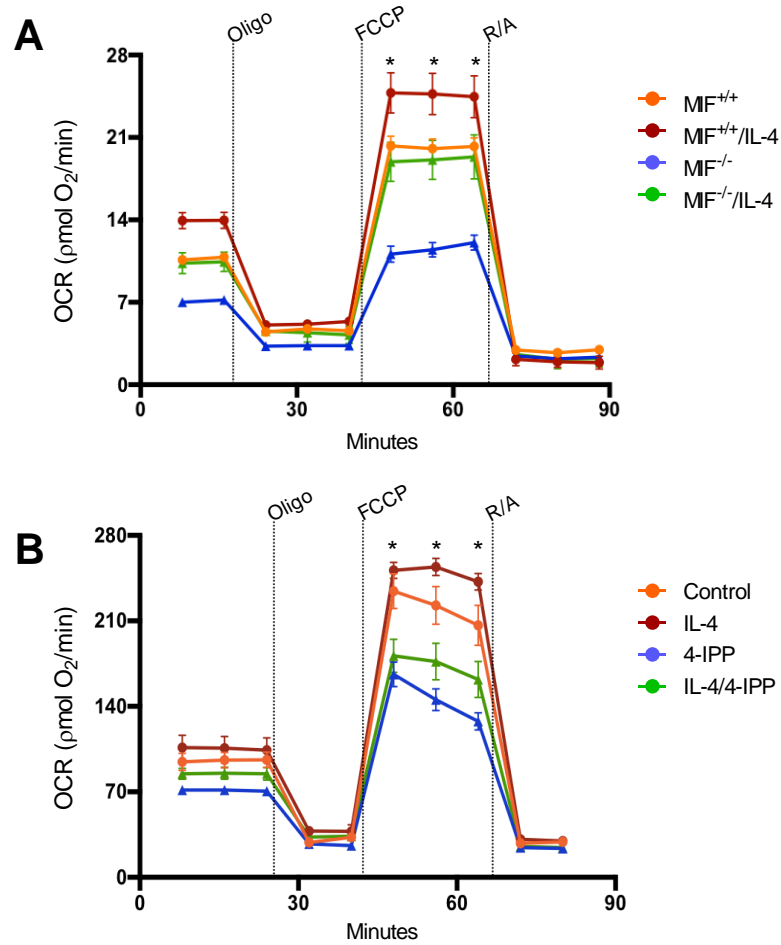 A
Oligo FCCP R/A
28
21
14
7
0
* * *
OCR (ρmol O₂/min)
0 30 60 90
Minutes
MIF⁺/⁺
MIF⁺/⁺/IL-4
MIF⁻/⁻
MIF⁻/⁻/IL-4
B
Oligo FCCP R/A
280
210
140
70
0
* * *
OCR (ρmol O₂/min)
0 30 60 90
Minutes
Control
IL-4
4-IPP
IL-4/4-IPP